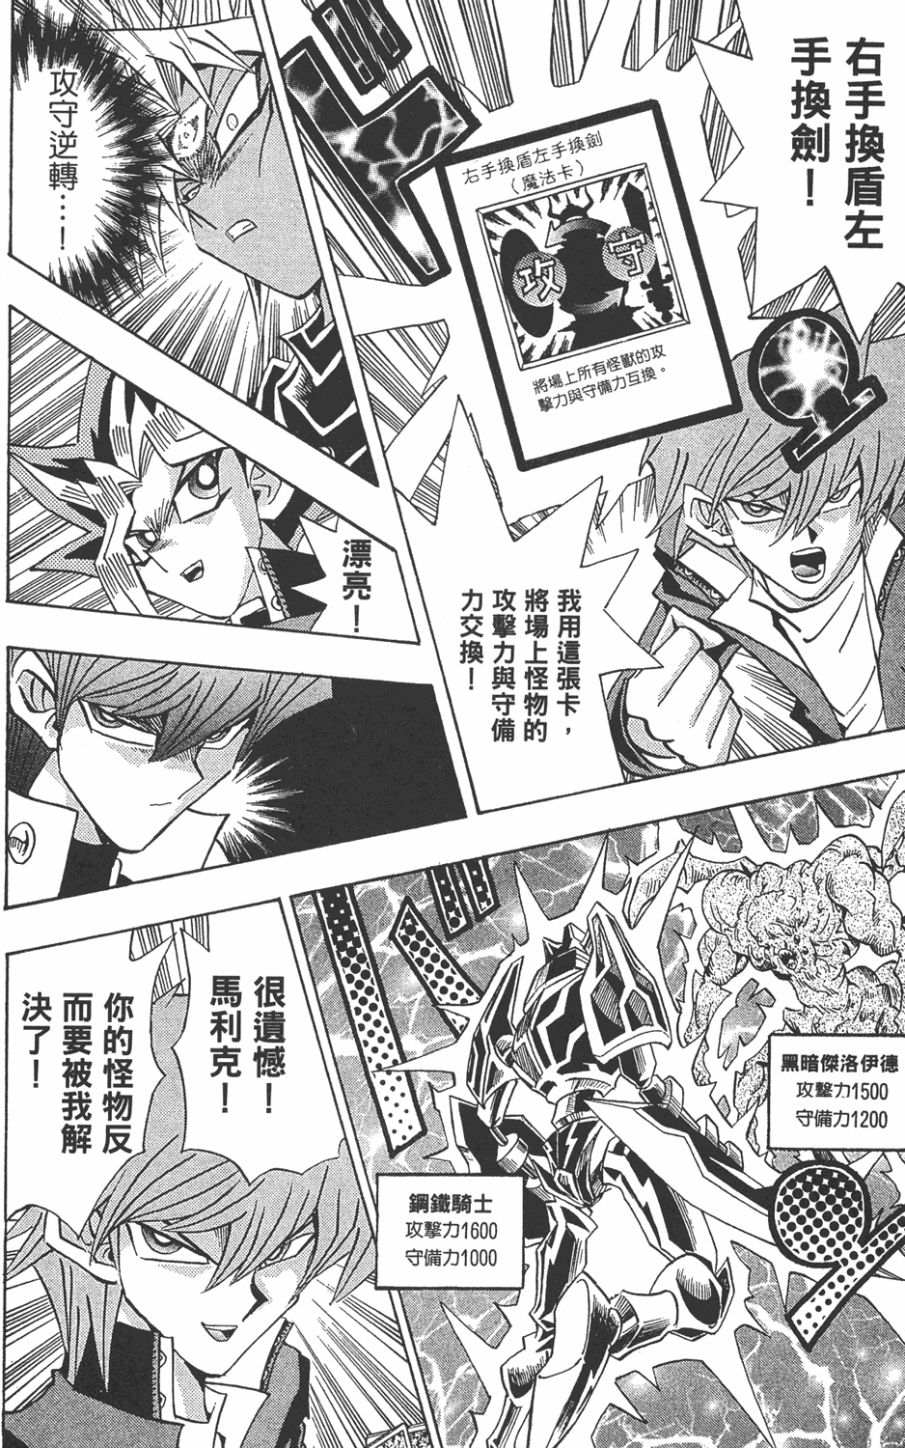 右手換盾左
手換劍！
右手換盾左手換劍
（魔法卡）
攻
守
將場上所有怪獸的攻
擊力與守備力互換。
我用這張卡，
將場上怪物的
攻擊力與守備
力交換！
攻守逆轉…！
漂亮！
黑暗傑洛伊德
攻擊力1500
守備力1200
鋼鐵騎士
攻擊力1600
守備力1000
很遺憾！
馬利克！
你的怪物反
而要被我解
決了！